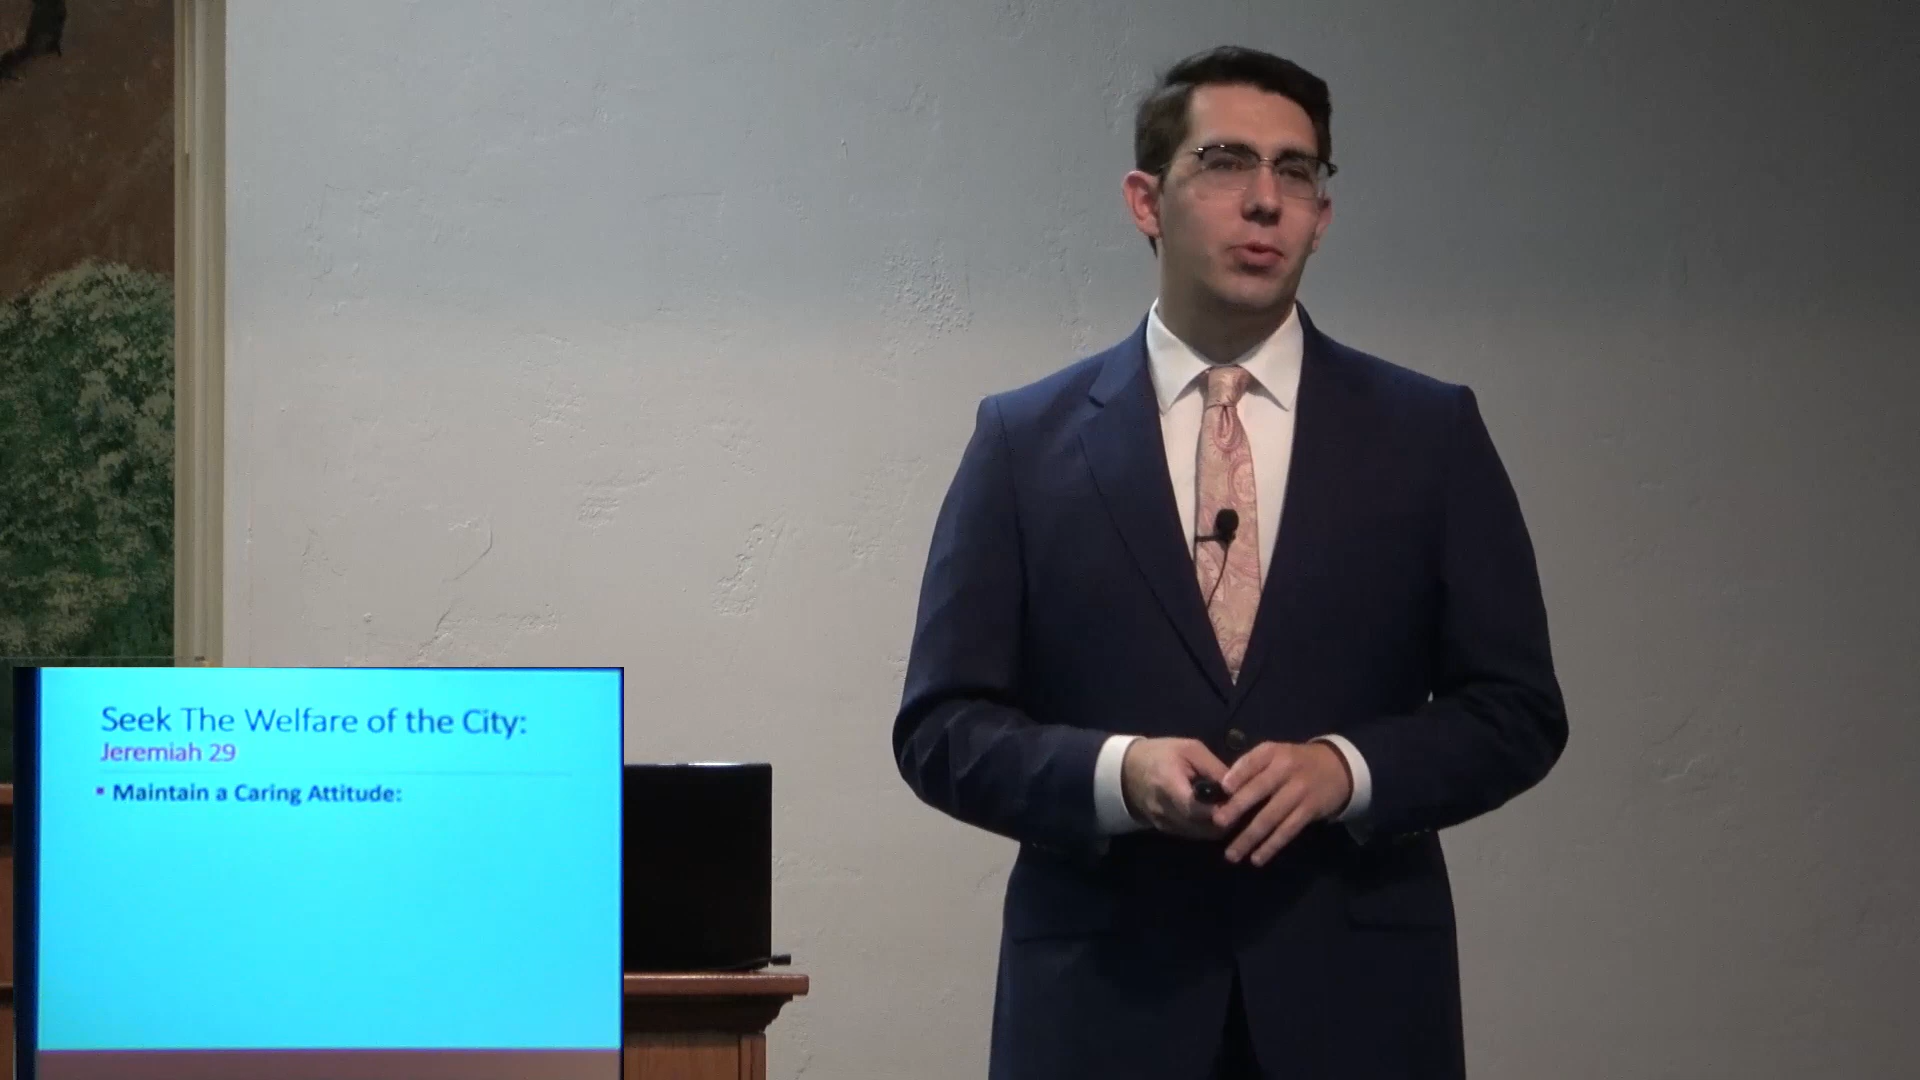 Seek The Welfare of the City:
Jeremiah 29
▪ Maintain a Caring Attitude: